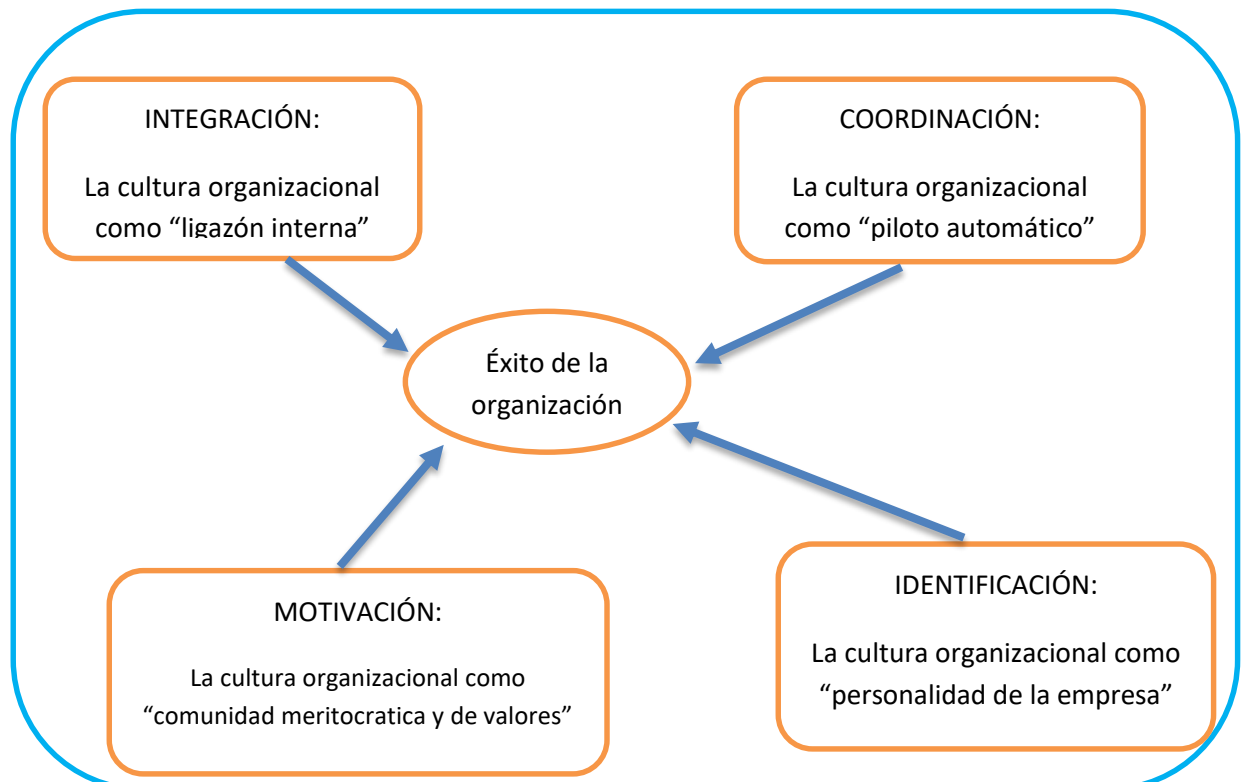 INTEGRACIÓN:
La cultura organizacional
como “ligazón interna”
COORDINACIÓN:
La cultura organizacional
como “piloto automático”
Éxito de la
organización
MOTIVACIÓN:
La cultura organizacional como
“comunidad meritocratica y de valores”
IDENTIFICACIÓN:
La cultura organizacional como
“personalidad de la empresa”